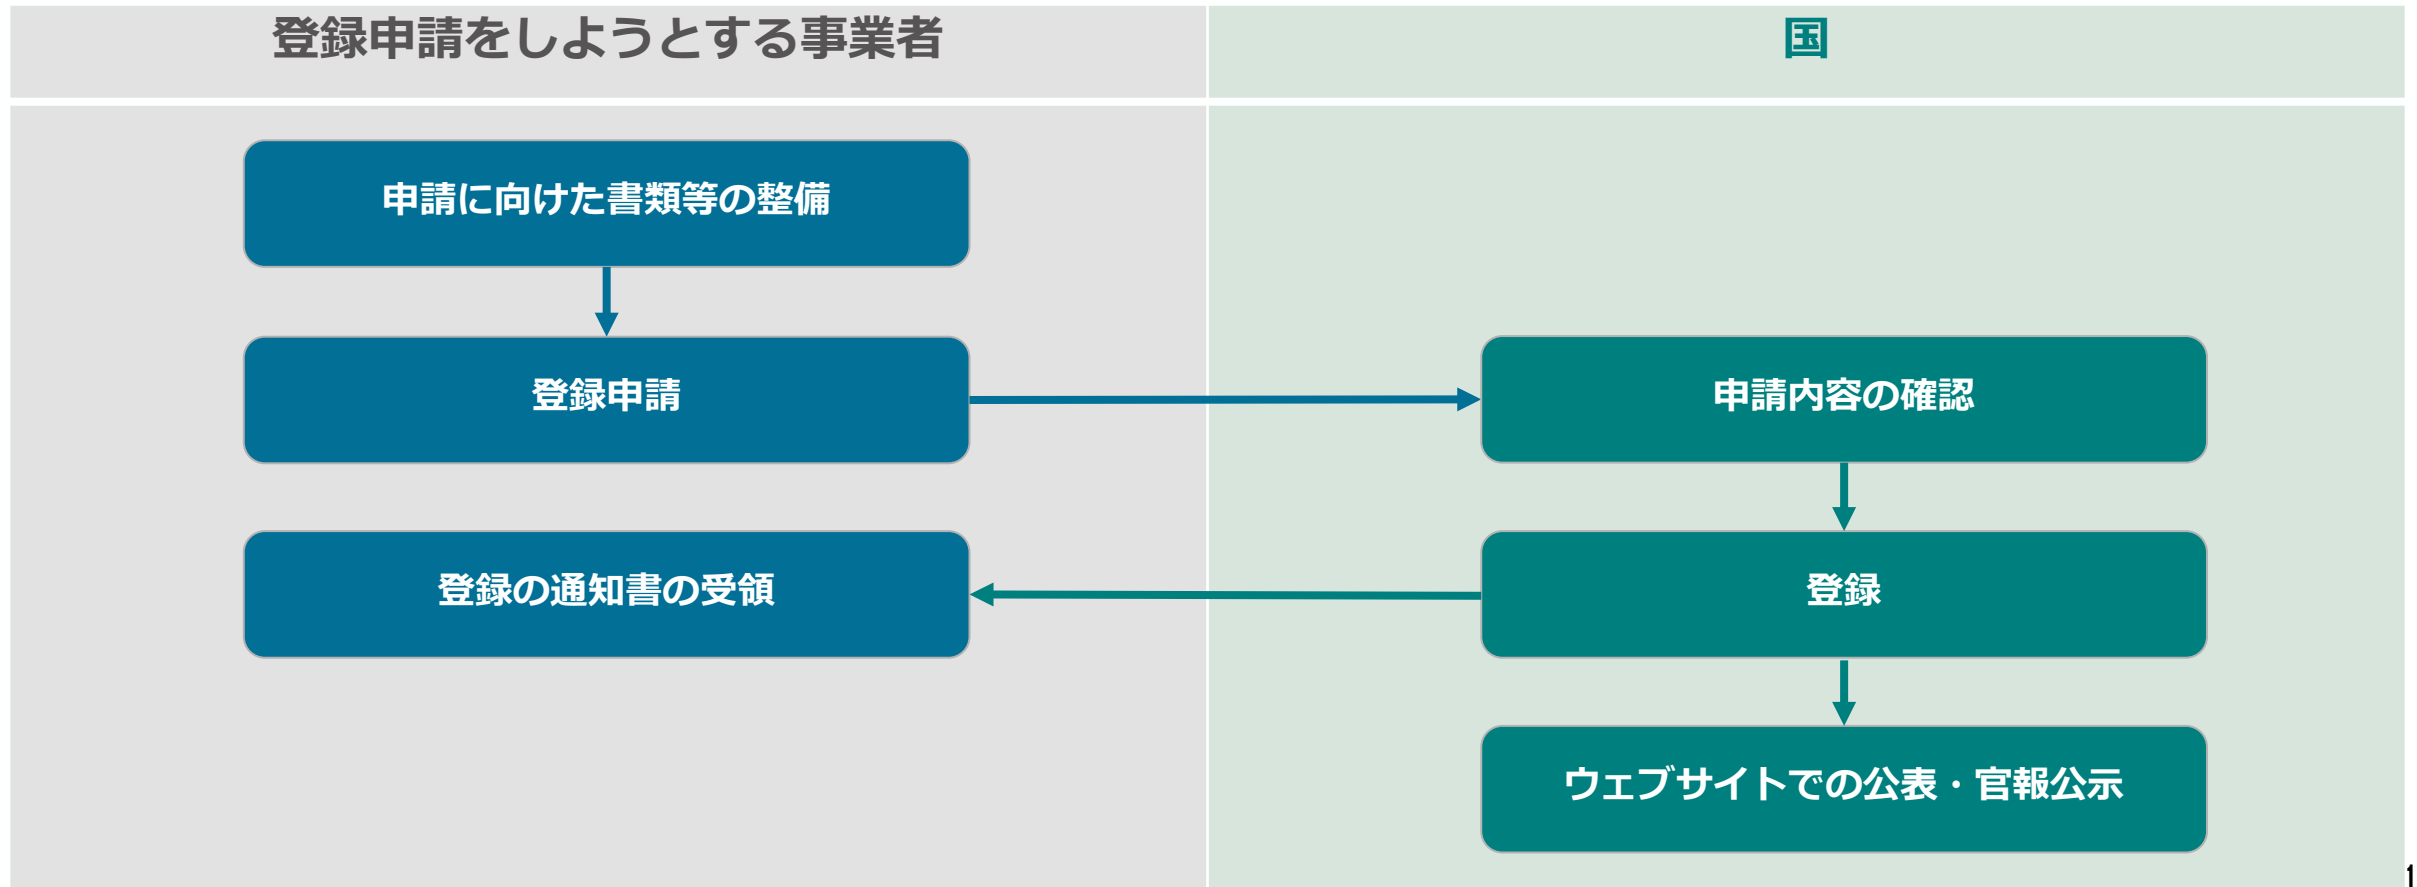 登録申請をしようとする事業者
国
申請に向けた書類等の整備
登録申請
申請内容の確認
登録の通知書の受領
登録
ウェブサイトでの公表・官報公示
1